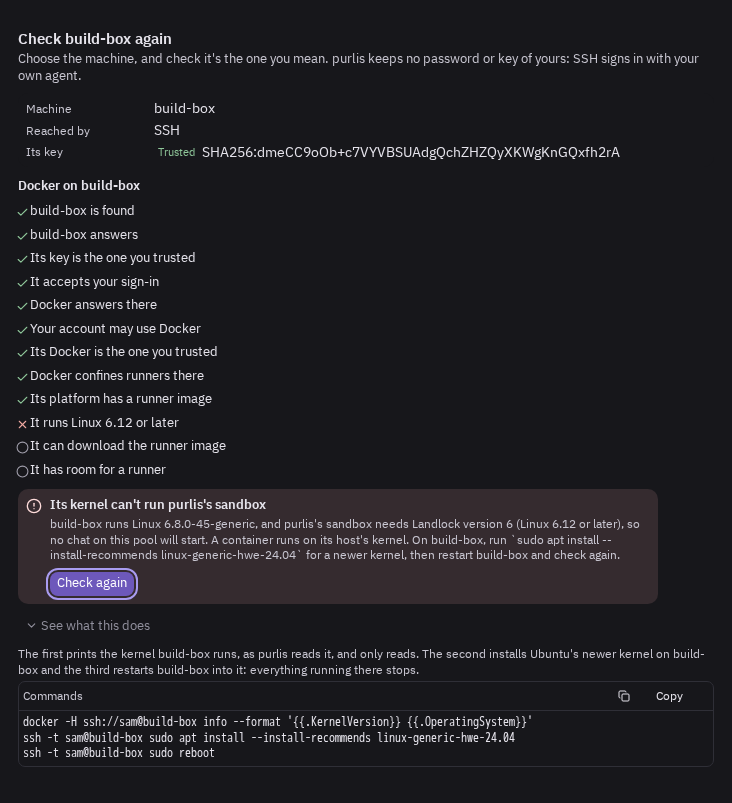 Check build-box again
Choose the machine, and check it's the one you mean. purlis keeps no password or key of yours: SSH signs in with your
own agent.
Machine build-box
Reached by SSH
Its key Trusted SHA256:dmeCC9oOb+c7VYVBSUAdgQchZHZQyXKWgKnGQxfh2rA
Docker on build-box
build-box is found
build-box answers
Its key is the one you trusted
It accepts your sign-in
Docker answers there
Your account may use Docker
Its Docker is the one you trusted
Docker confines runners there
Its platform has a runner image
It runs Linux 6.12 or later
It can download the runner image
It has room for a runner
Its kernel can't run purlis's sandbox
build-box runs Linux 6.8.0-45-generic, and purlis's sandbox needs Landlock version 6 (Linux 6.12 or later), so
no chat on this pool will start. A container runs on its host's kernel. On build-box, run `sudo apt install --
install-recommends linux-generic-hwe-24.04` for a newer kernel, then restart build-box and check again.
Check again
See what this does
The first prints the kernel build-box runs, as purlis reads it, and only reads. The second installs Ubuntu's newer kernel on build-
box and the third restarts build-box into it: everything running there stops.
Commands Copy
docker -H ssh://sam@build-box info --format '{{.KernelVersion}} {{.OperatingSystem}}'
ssh -t sam@build-box sudo apt install --install-recommends linux-generic-hwe-24.04
ssh -t sam@build-box sudo reboot